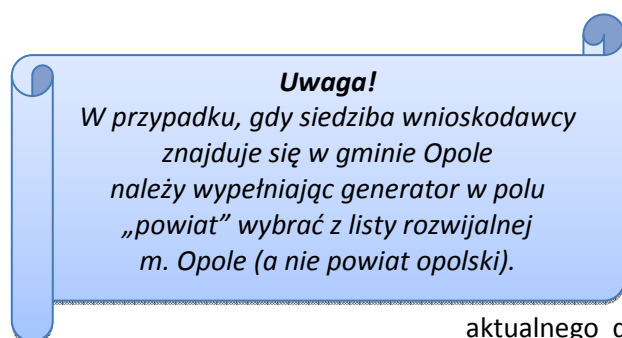 Uwaga!
W przypadku, gdy siedziba wnioskodawcy
znajduje się w gminie Opole
należy wypełniając generator w polu
„powiat” wybrać z listy rozwijalnej
m. Opole (a nie powiat opolski).
aktualnego